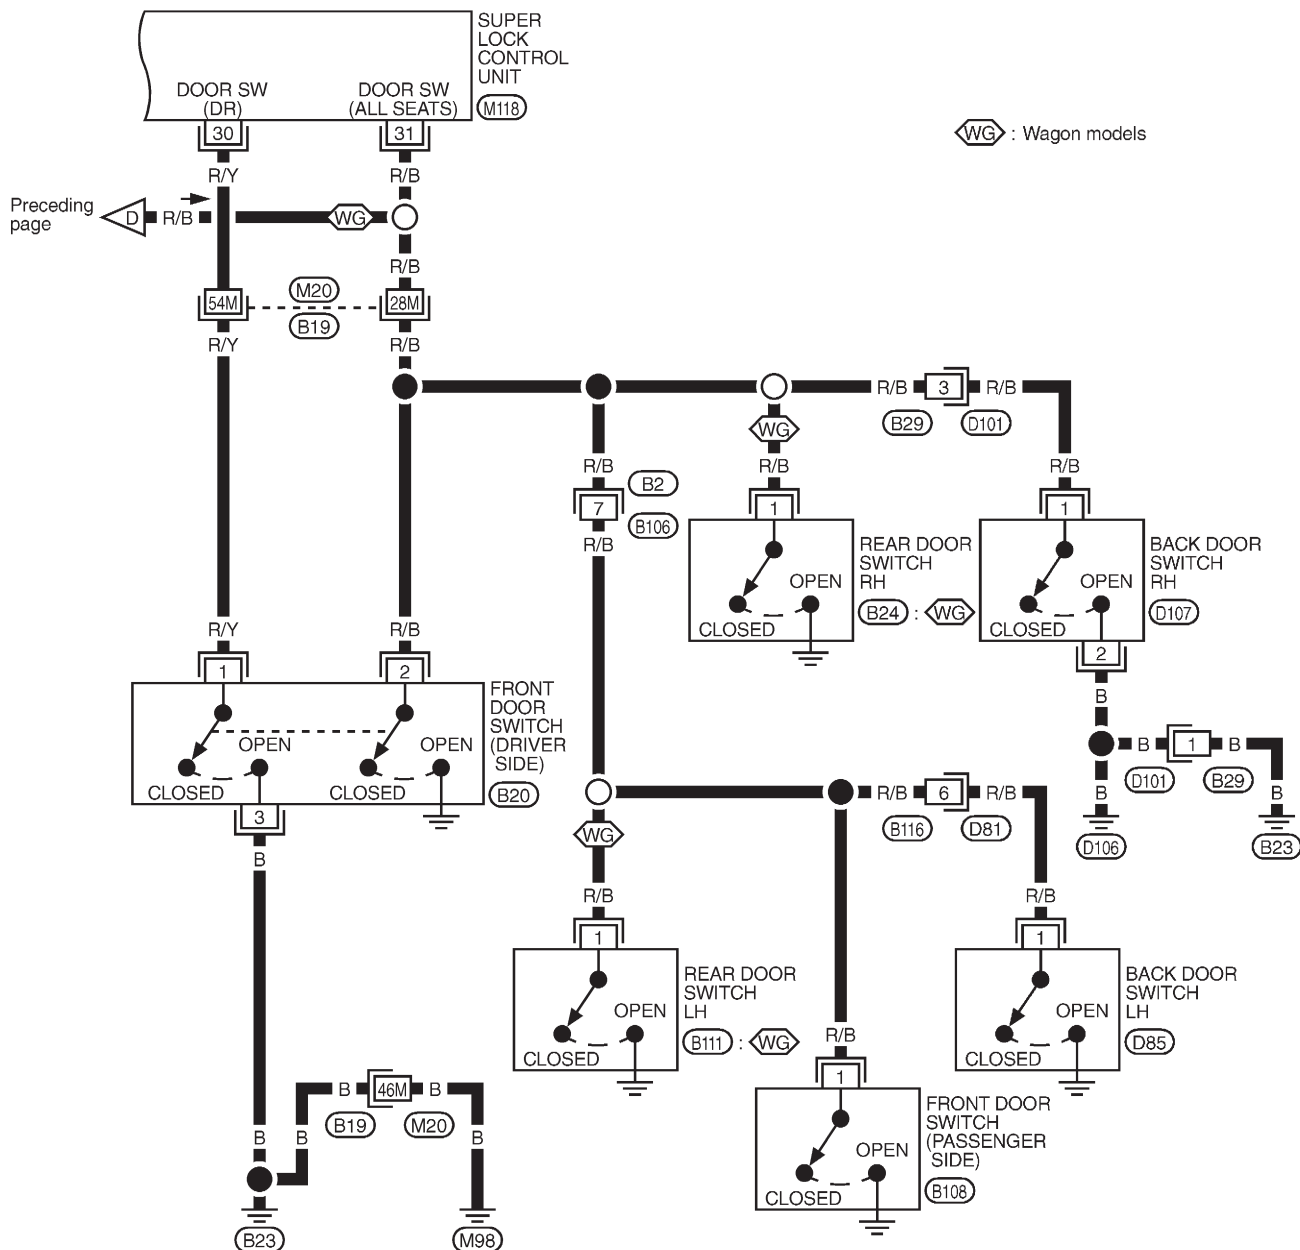 SUPER
LOCK
CONTROL
UNIT
M118
DOOR SW
(DR)
DOOR SW
(ALL SEATS)
30
31
WG : Wagon models
R/Y
R/B
Preceding
page
D
R/B
WG
R/B
54M
M20
B19
28M
R/Y
R/B
R/B
3
R/B
B29
D101
WG
R/B
B2
7
B106
R/B
R/B
1
R/B
1
REAR DOOR
SWITCH
RH
B24 : WG
OPEN
CLOSED
BACK DOOR
SWITCH
RH
D107
OPEN
CLOSED
2
R/Y
R/B
1
2
FRONT
DOOR
SWITCH
(DRIVER
SIDE)
B20
OPEN
CLOSED
OPEN
CLOSED
3
B
B
B
1
B
D101
B29
B
B
D106
B23
R/B
6
R/B
B116
D81
WG
R/B
R/B
1
1
REAR DOOR
SWITCH
LH
B111 : WG
OPEN
CLOSED
BACK DOOR
SWITCH
LH
D85
OPEN
CLOSED
R/B
1
FRONT DOOR
SWITCH
(PASSENGER
SIDE)
B108
OPEN
CLOSED
B
46M
B
B19
M20
B
B
B
B23
M98